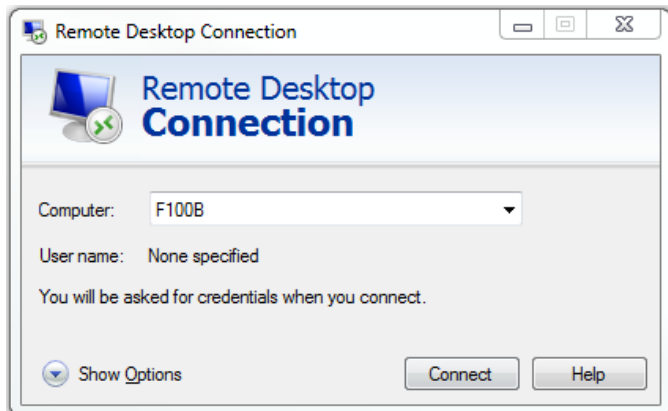 Remote Desktop Connection
Remote Desktop
Connection
Computer: F100B
User name: None specified
You will be asked for credentials when you connect.
Show Options Connect Help